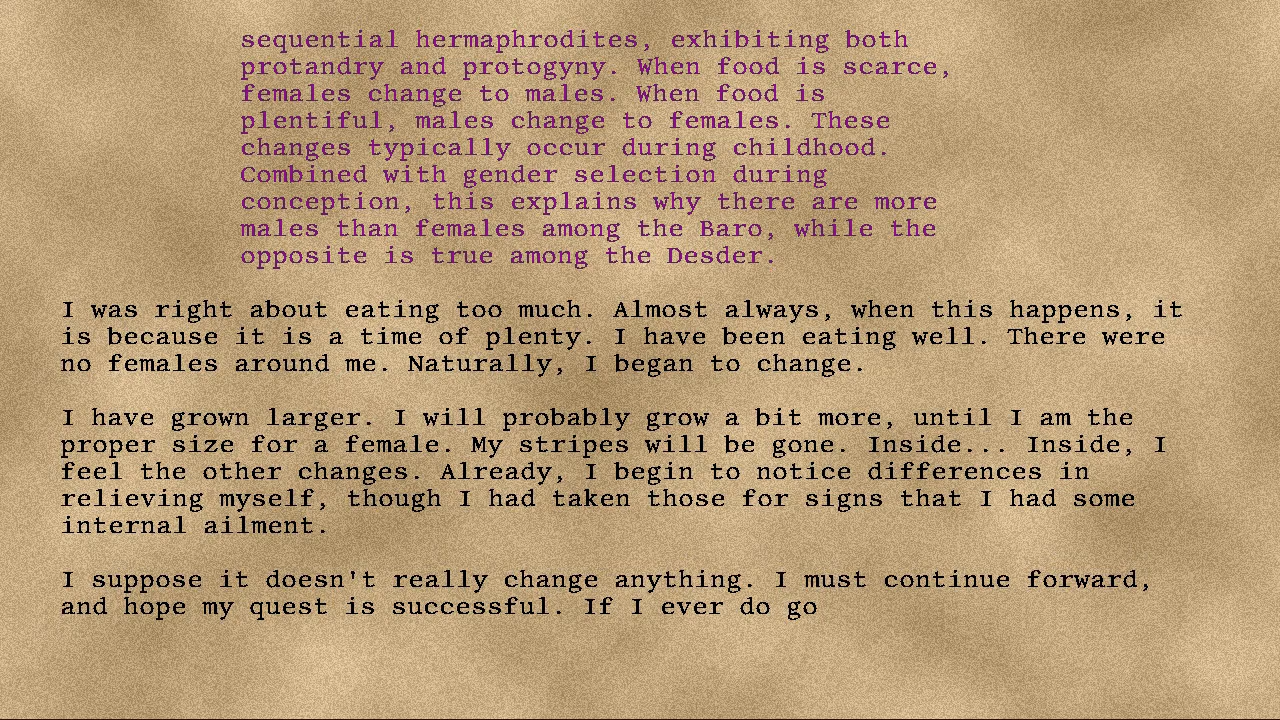 sequential hermaphrodites, exhibiting both
protandry and protogyny. When food is scarce,
females change to males. When food is
plentiful, males change to females. These
changes typically occur during childhood.
Combined with gender selection during
conception, this explains why there are more
males than females among the Baro, while the
opposite is true among the Desder.
I was right about eating too much. Almost always, when this happens, it
is because it is a time of plenty. I have been eating well. There were
no females around me. Naturally, I began to change.
I have grown larger. I will probably grow a bit more, until I am the
proper size for a female. My stripes will be gone. Inside... Inside, I
feel the other changes. Already, I begin to notice differences in
relieving myself, though I had taken those for signs that I had some
internal ailment.
I suppose it doesn't really change anything. I must continue forward,
and hope my quest is successful. If I ever do go